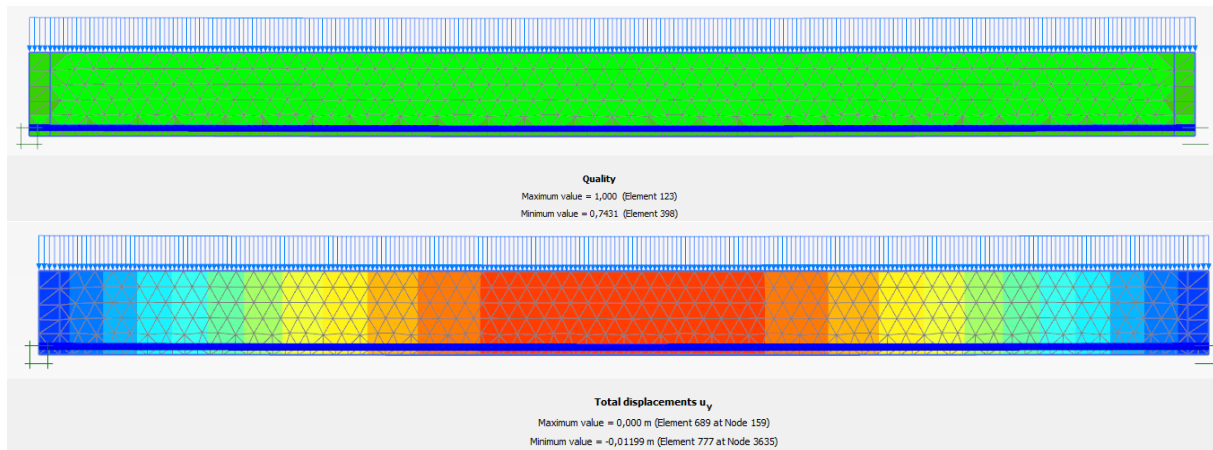 Quality
Maximum value = 1,000 (Element 123)
Minimum value = 0,7431 (Element 398)
Total displacements uy
Maximum value = 0,000 m (Element 689 at Node 159)
Minimum value = -0,01199 m (Element 777 at Node 3635)